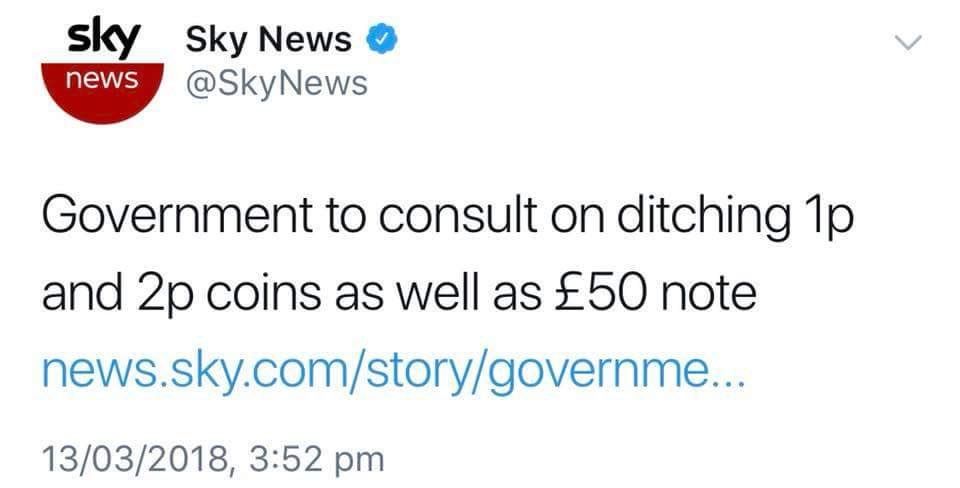 sky
news
Sky News
@SkyNews
Government to consult on ditching 1p
and 2p coins as well as £50 note
news.sky.com/story/governme...
13/03/2018, 3:52 pm